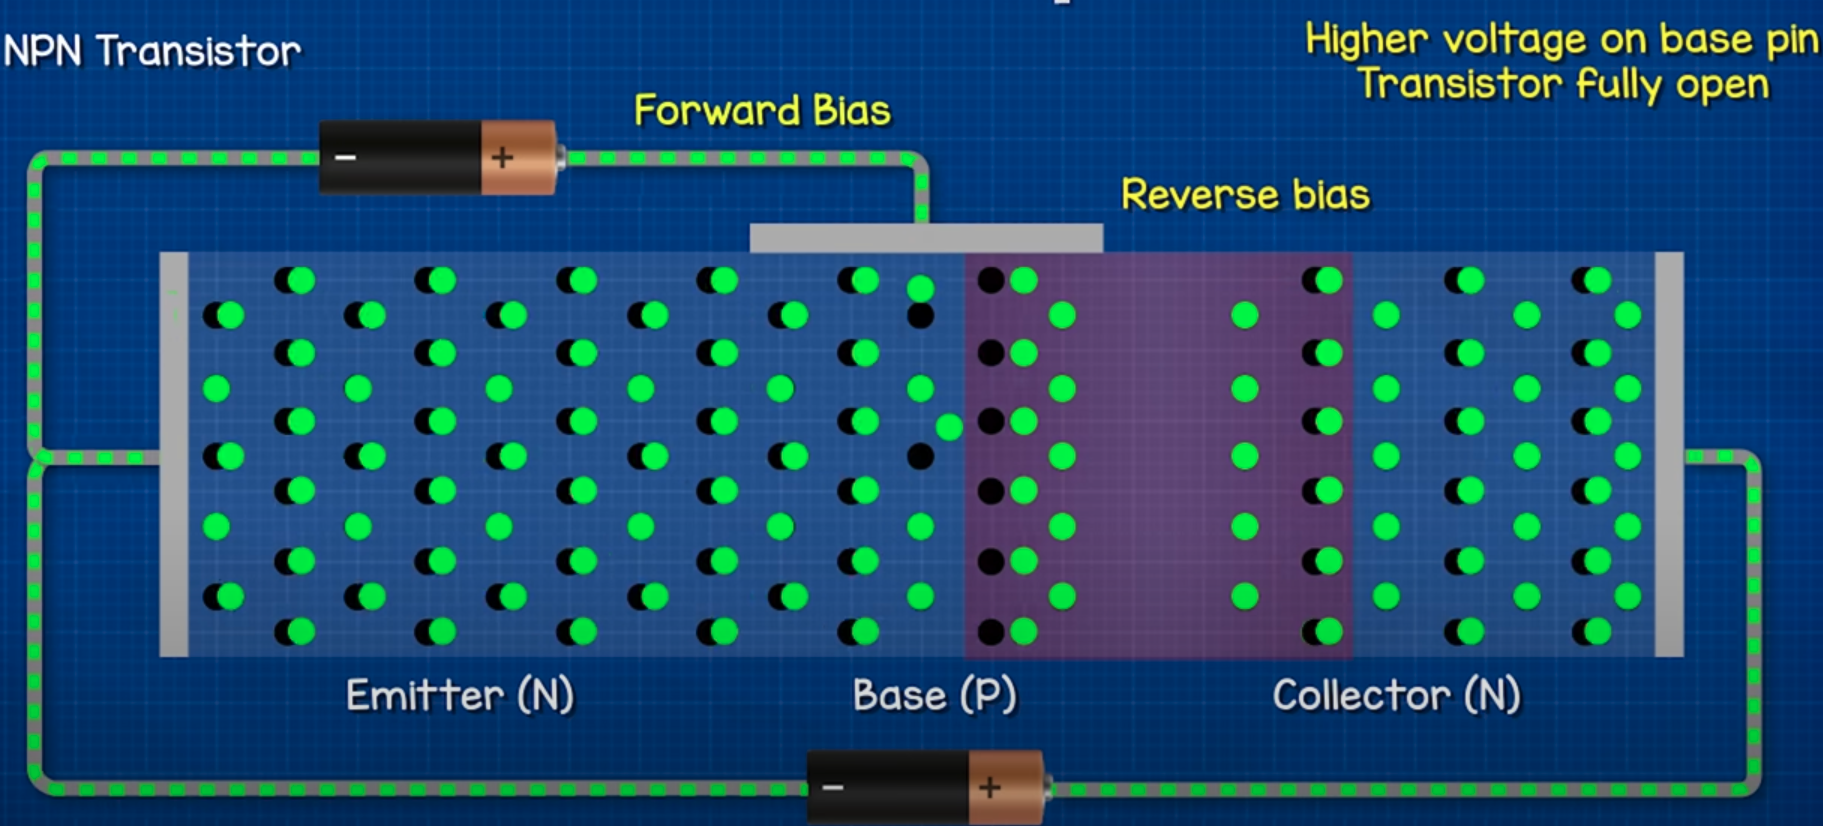 NPN Transistor
Higher voltage on base pin
Transistor fully open
Forward Bias
- +
Reverse bias
Emitter (N)
Base (P)
Collector (N)
- +